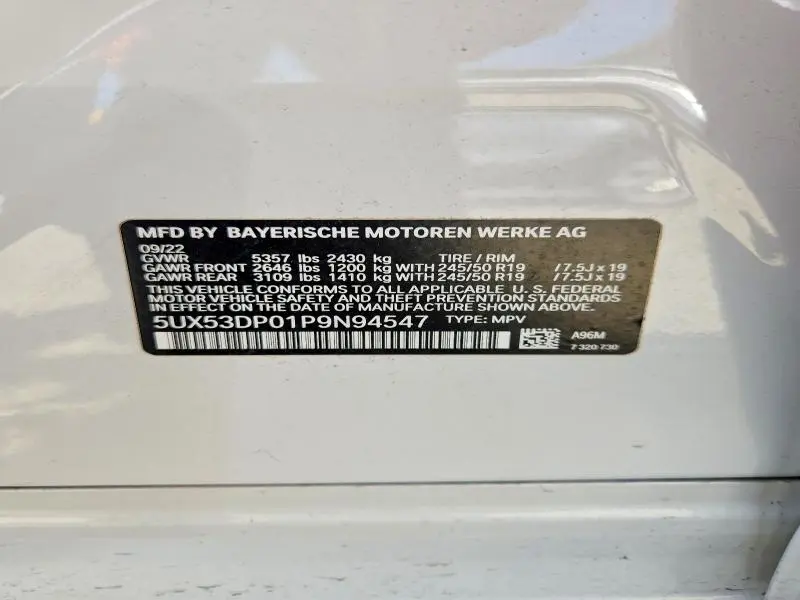 MFD BY BAYERISCHE MOTOREN WERKE AG
09/22
GVWR 5357 lbs 2430 kg TIRE / RIM
GAWR FRONT 2646 lbs 1200 kg WITH 245/50 R19 / 7.5J x 19
GAWR REAR 3109 lbs 1410 kg WITH 245/50 R19 / 7.5J x 19
THIS VEHICLE CONFORMS TO ALL APPLICABLE U. S. FEDERAL
MOTOR VEHICLE SAFETY AND THEFT PREVENTION STANDARDS
IN EFFECT ON THE DATE OF MANUFACTURE SHOWN ABOVE.
5UX53DP01P9N94547 TYPE: MPV
A96M
7 320 730